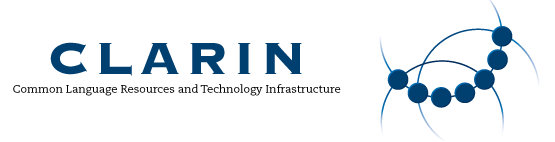 CLARIN
Common Language Resources and Technology Infrastructure